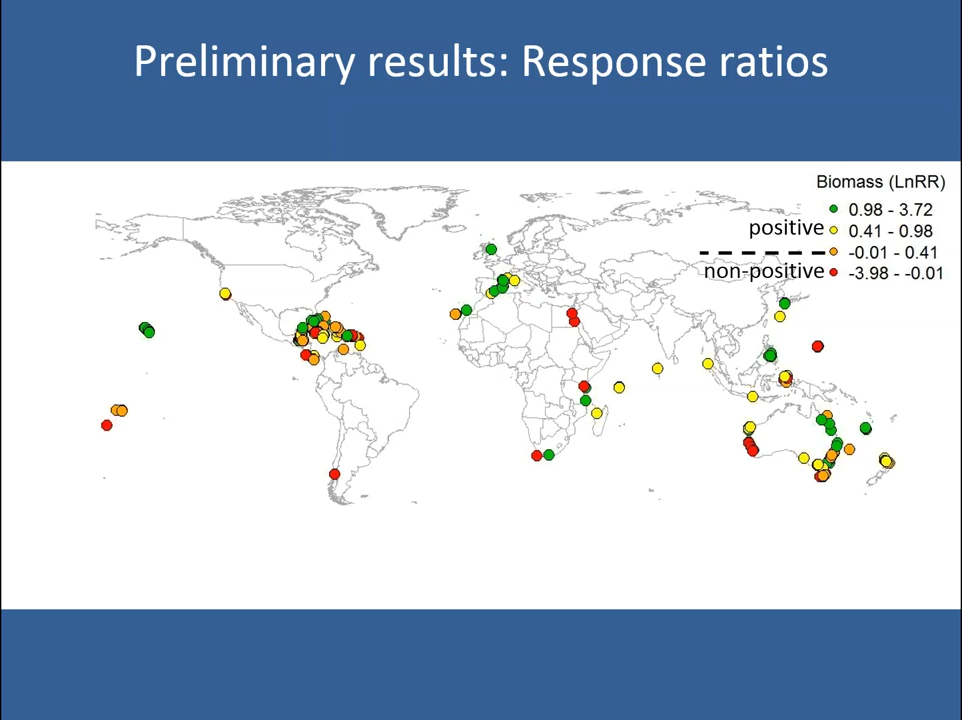 Preliminary results: Response ratios
Biomass (LnRR)
0.98 - 3.72
positive
0.41 - 0.98
-0.01 - 0.41
non-positive
-3.98 - -0.01